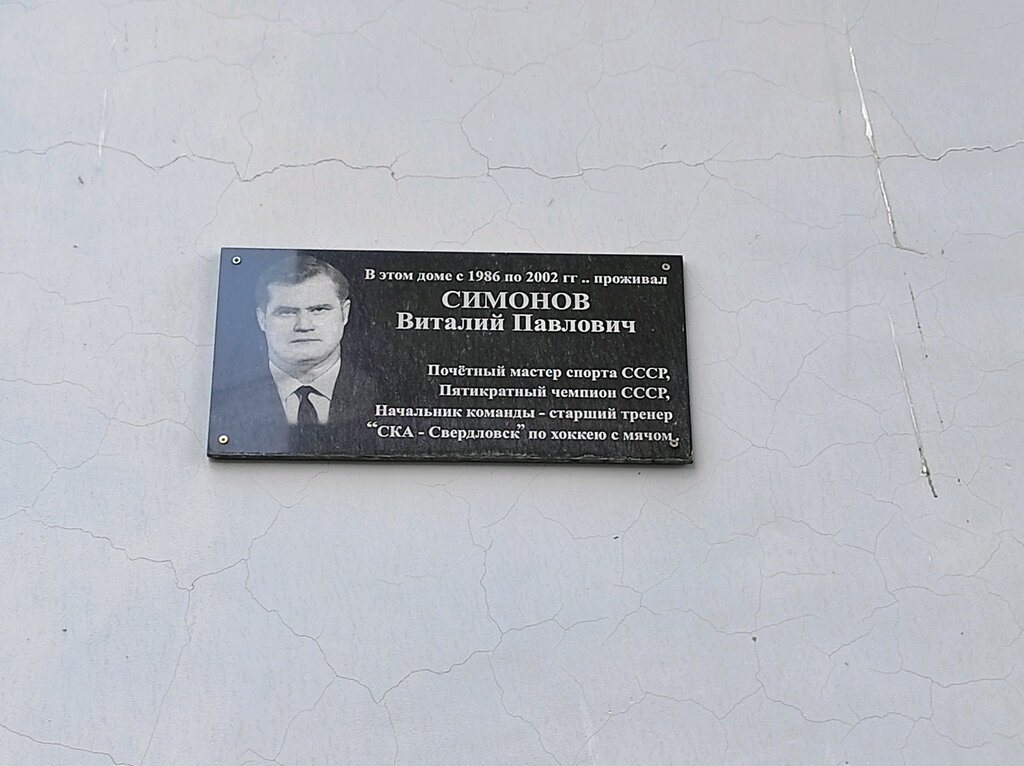 В этом доме с 1986 по 2002 гг .. проживал
СИМОНОВ
Виталий Павлович
Почётный мастер спорта СССР,
Пятикратный чемпион СССР,
Начальник команды - старший тренер
“СКА - Свердловск” по хоккею с мячом.